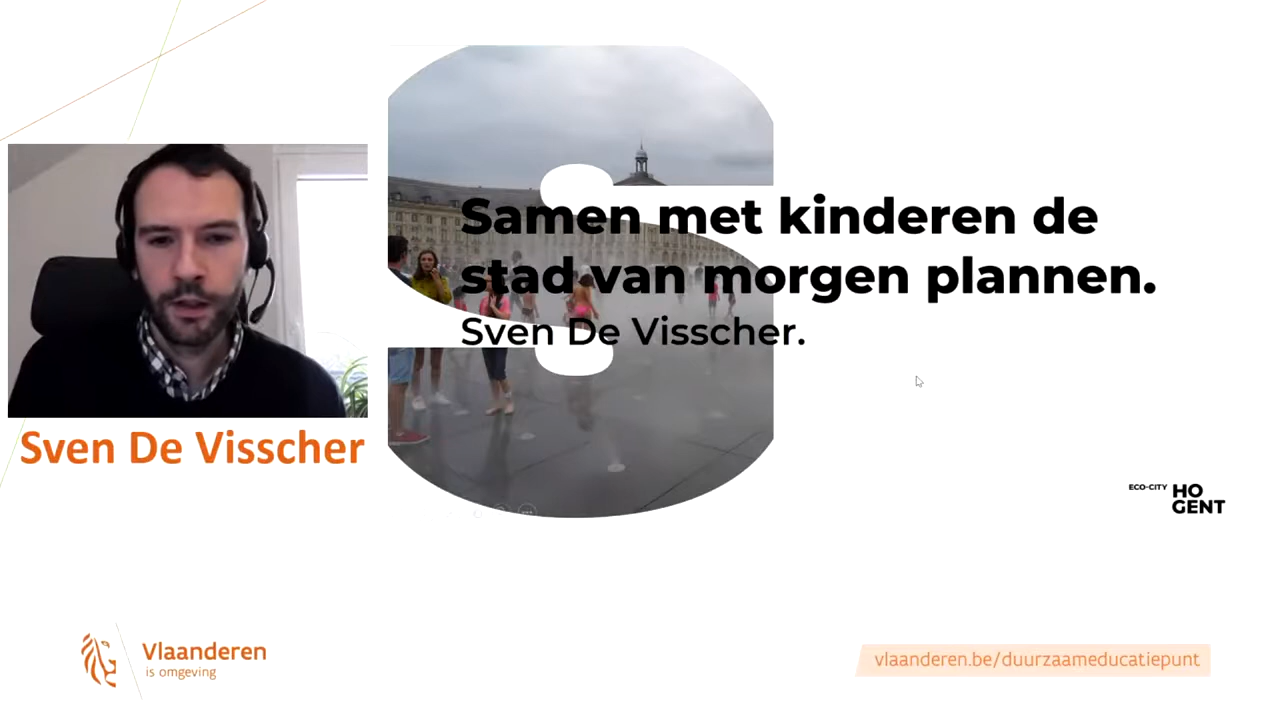 Samen met kinderen de
stad van morgen plannen.
Sven De Visscher.
Sven De Visscher
ECO-CITY HO
GENT
Vlaanderen
is omgeving
vlaanderen.be/duurzaameducatiepunt